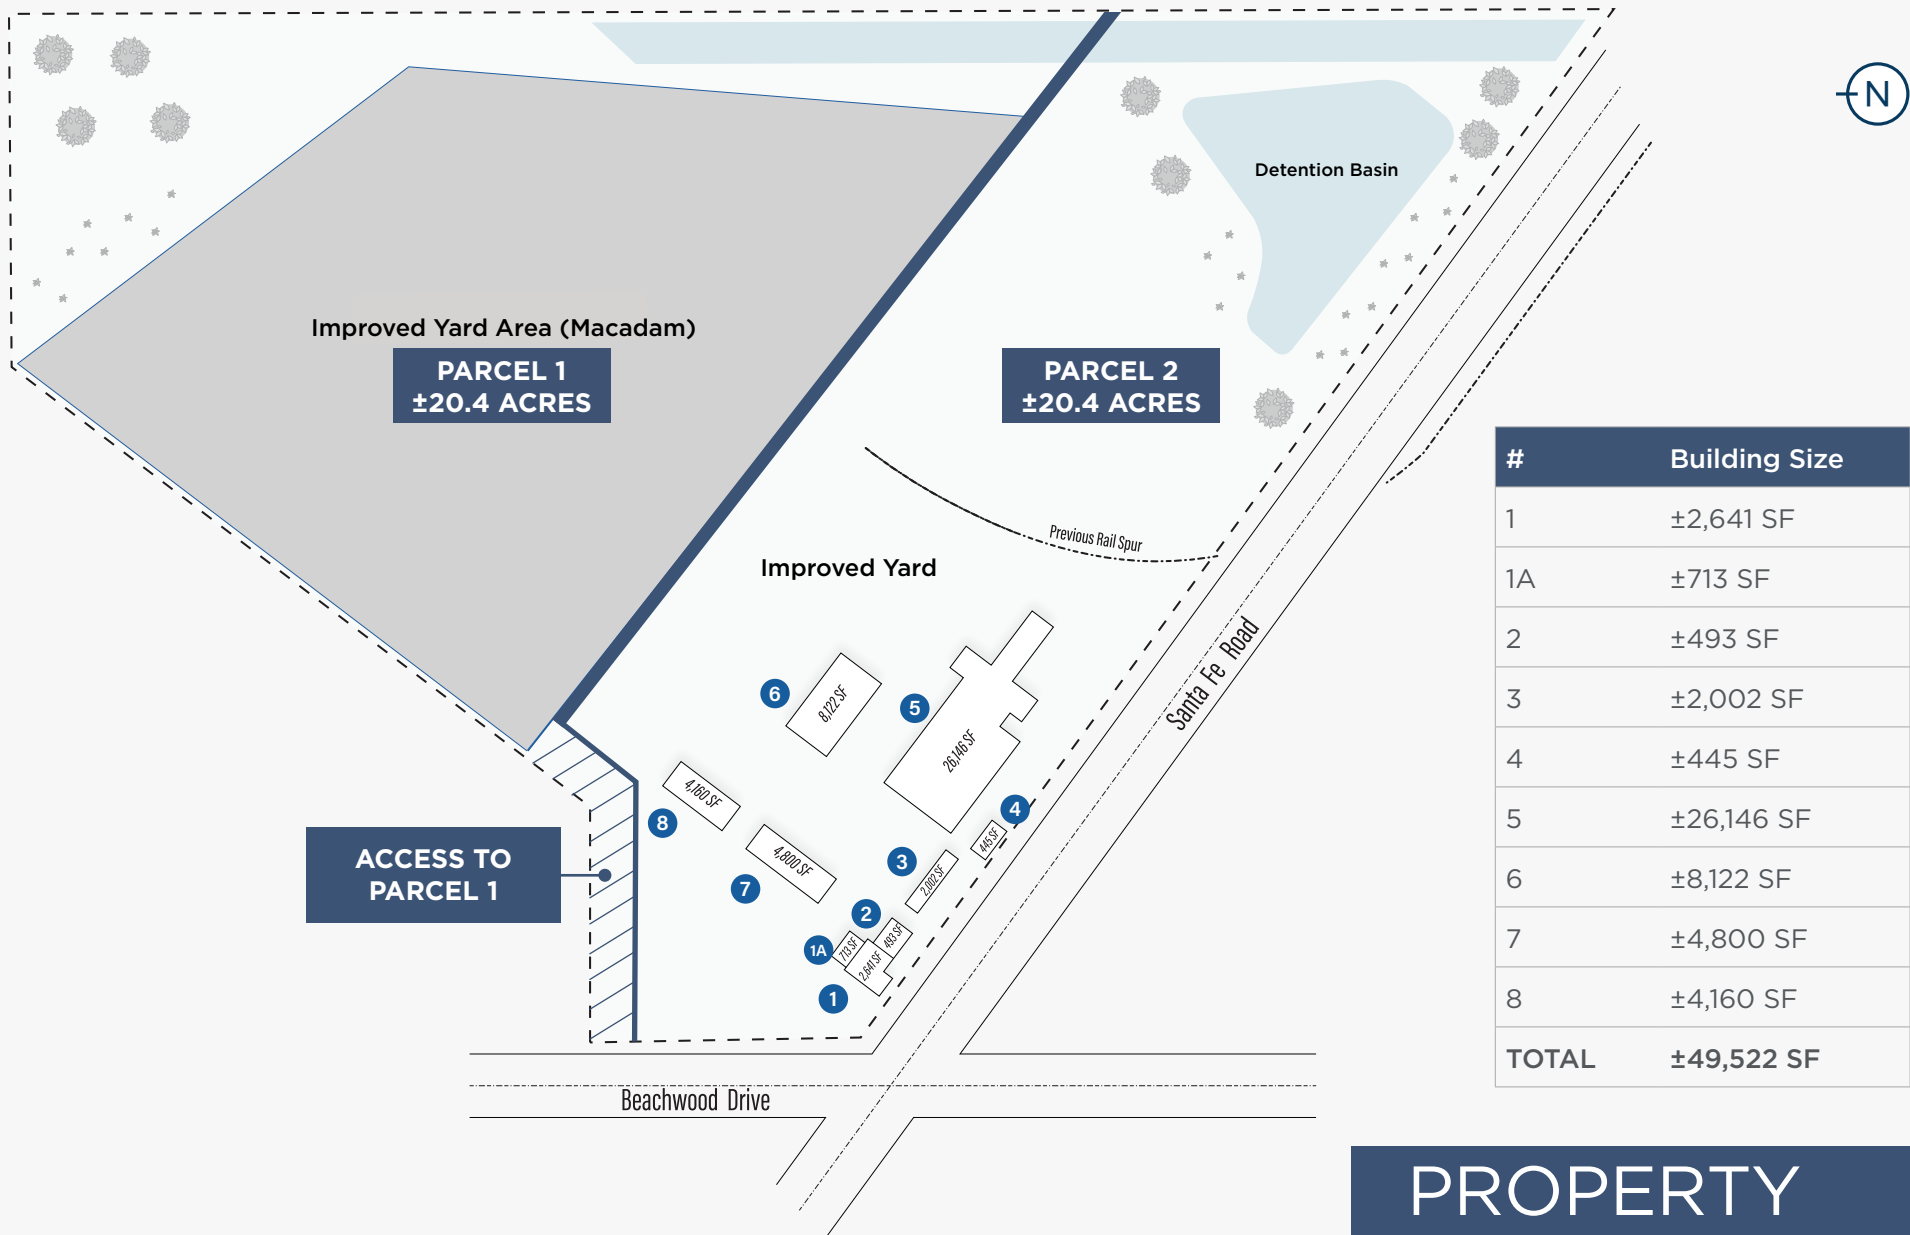 N
Detention Basin
Improved Yard Area (Macadam)
PARCEL 1
±20.4 ACRES
PARCEL 2
±20.4 ACRES
Previous Rail Spur
Improved Yard
Santa Fe Road
6
8,122 SF
5
26,146 SF
4,160 SF
8
4
445 SF
4,800 SF
7
3
2,002 SF
2
493 SF
1A
713 SF
2,641 SF
1
ACCESS TO
PARCEL 1
Beachwood Drive
# Building Size
1 ±2,641 SF
1A ±713 SF
2 ±493 SF
3 ±2,002 SF
4 ±445 SF
5 ±26,146 SF
6 ±8,122 SF
7 ±4,800 SF
8 ±4,160 SF
TOTAL ±49,522 SF
PROPERTY